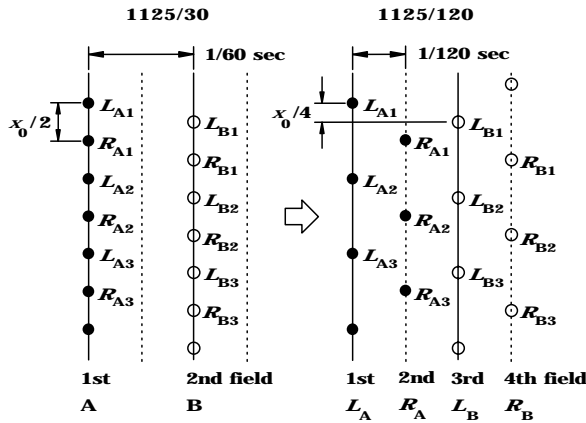 1125/30 1125/120
1/60 sec 1/120 sec
x0/2 x0/4
LA1 LA1
LB1 LB1
RA1 RA1
RB1 RB1
LA2 LA2
LB2 LB2
RA2 RA2
RB2 RB2
LA3 LA3
LB3 LB3
RA3 RA3
RB3 RB3
1st 2nd field 1st 2nd 3rd 4th field
A B LA RA LB RB